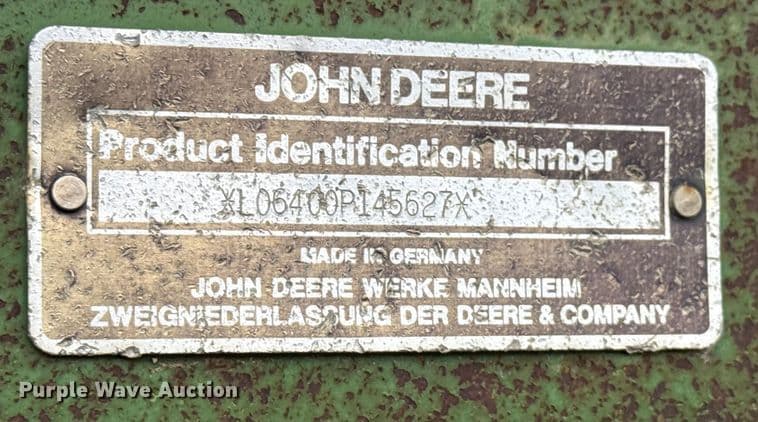 JOHN DEERE
Product Identification Number
*L06400P145627*
MADE IN GERMANY
JOHN DEERE WERKE MANNHEIM
ZWEIGNIEDERLASSUNG DER DEERE & COMPANY
Purple Wave Auction